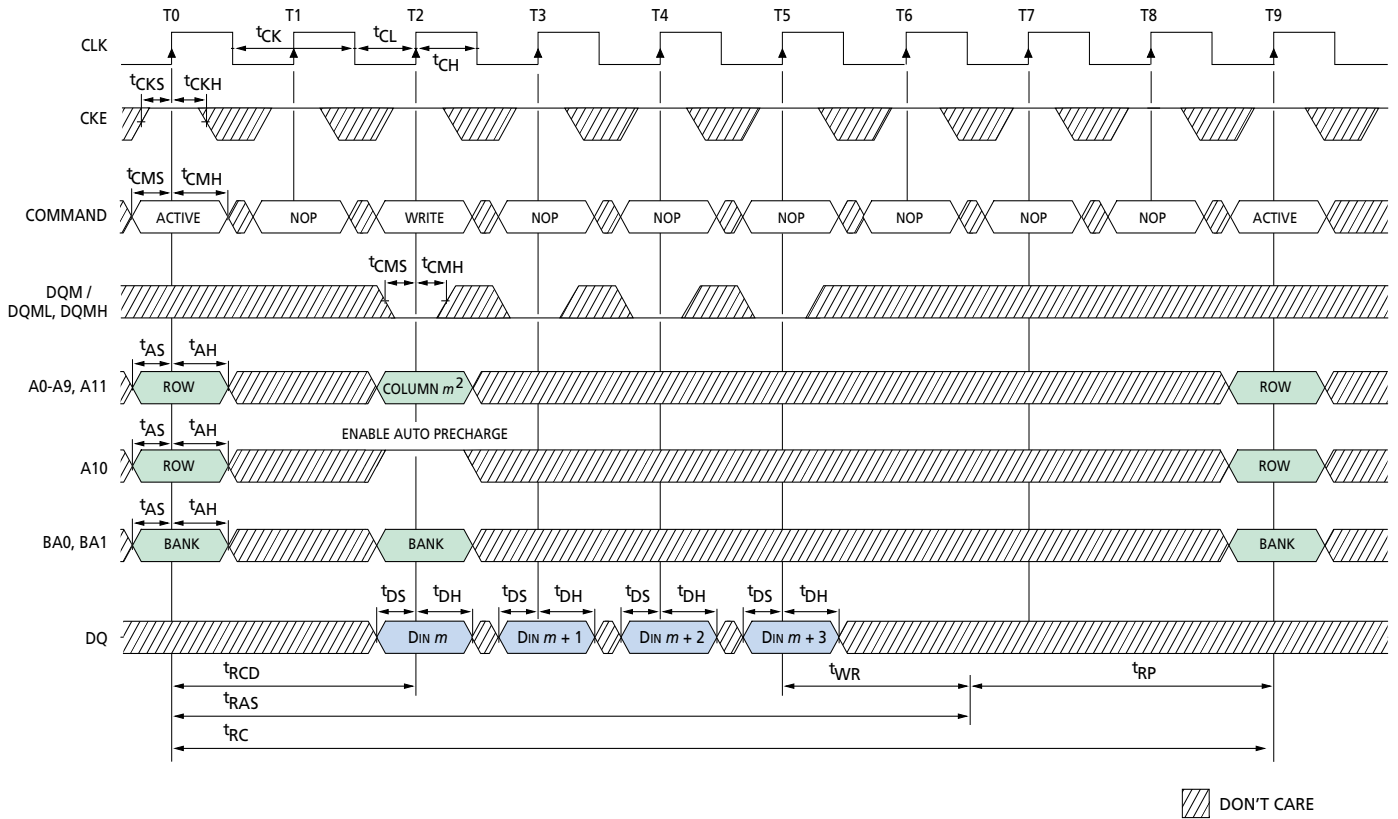 T0 T1 T2 T3 T4 T5 T6 T7 T8 T9
CLK tCK tCL tCH
tCKS tCKH
CKE
tCMS tCMH
COMMAND ACTIVE NOP WRITE NOP NOP NOP NOP NOP NOP ACTIVE
tCMS tCMH
DQM /
DQML, DQMH
tAS tAH
A0-A9, A11 ROW COLUMN m2 ROW
tAS tAH ENABLE AUTO PRECHARGE
A10 ROW ROW
tAS tAH
BA0, BA1 BANK BANK BANK
tDS tDH tDS tDH tDS tDH tDS tDH
DQ DIN m DIN m + 1 DIN m + 2 DIN m + 3
tRCD tWR tRP
tRAS
tRC
DON'T CARE